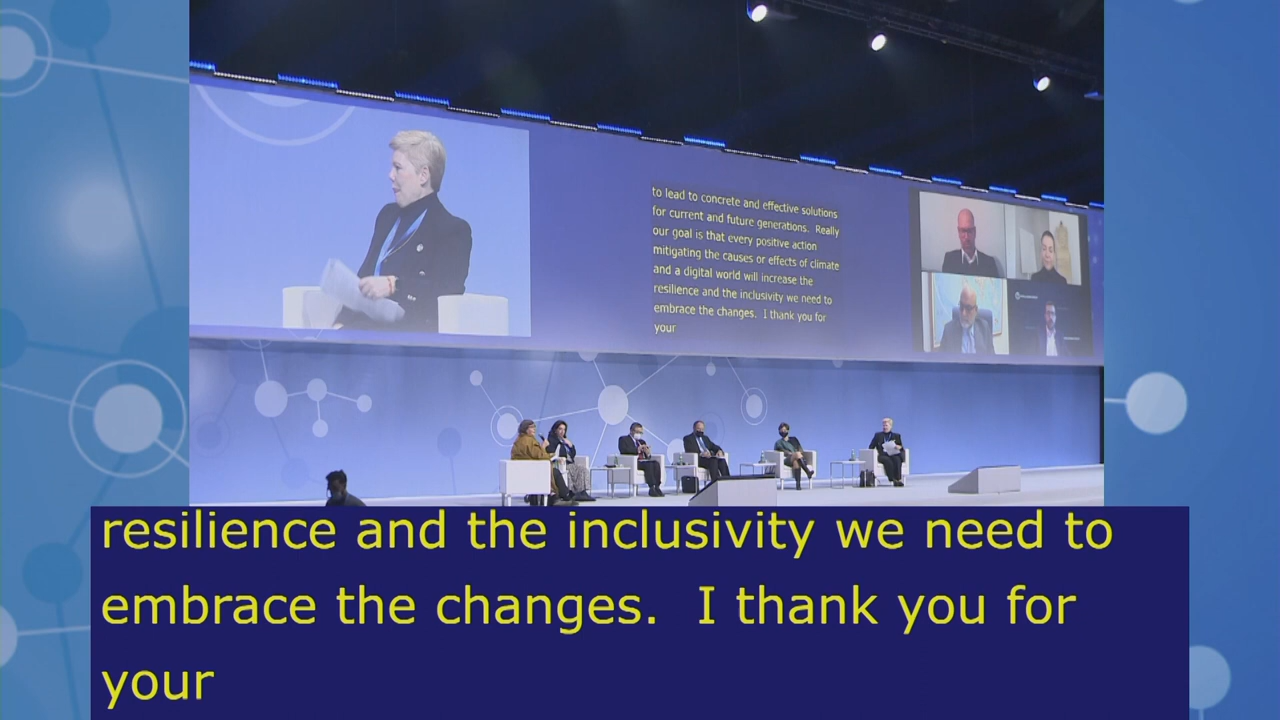 to lead to concrete and effective solutions
for current and future generations.  Really
our goal is that every positive action
mitigating the causes or effects of climate
and a digital world will increase the
resilience and the inclusivity we need to
embrace the changes.  I thank you for
your
resilience and the inclusivity we need to
embrace the changes.  I thank you for
your